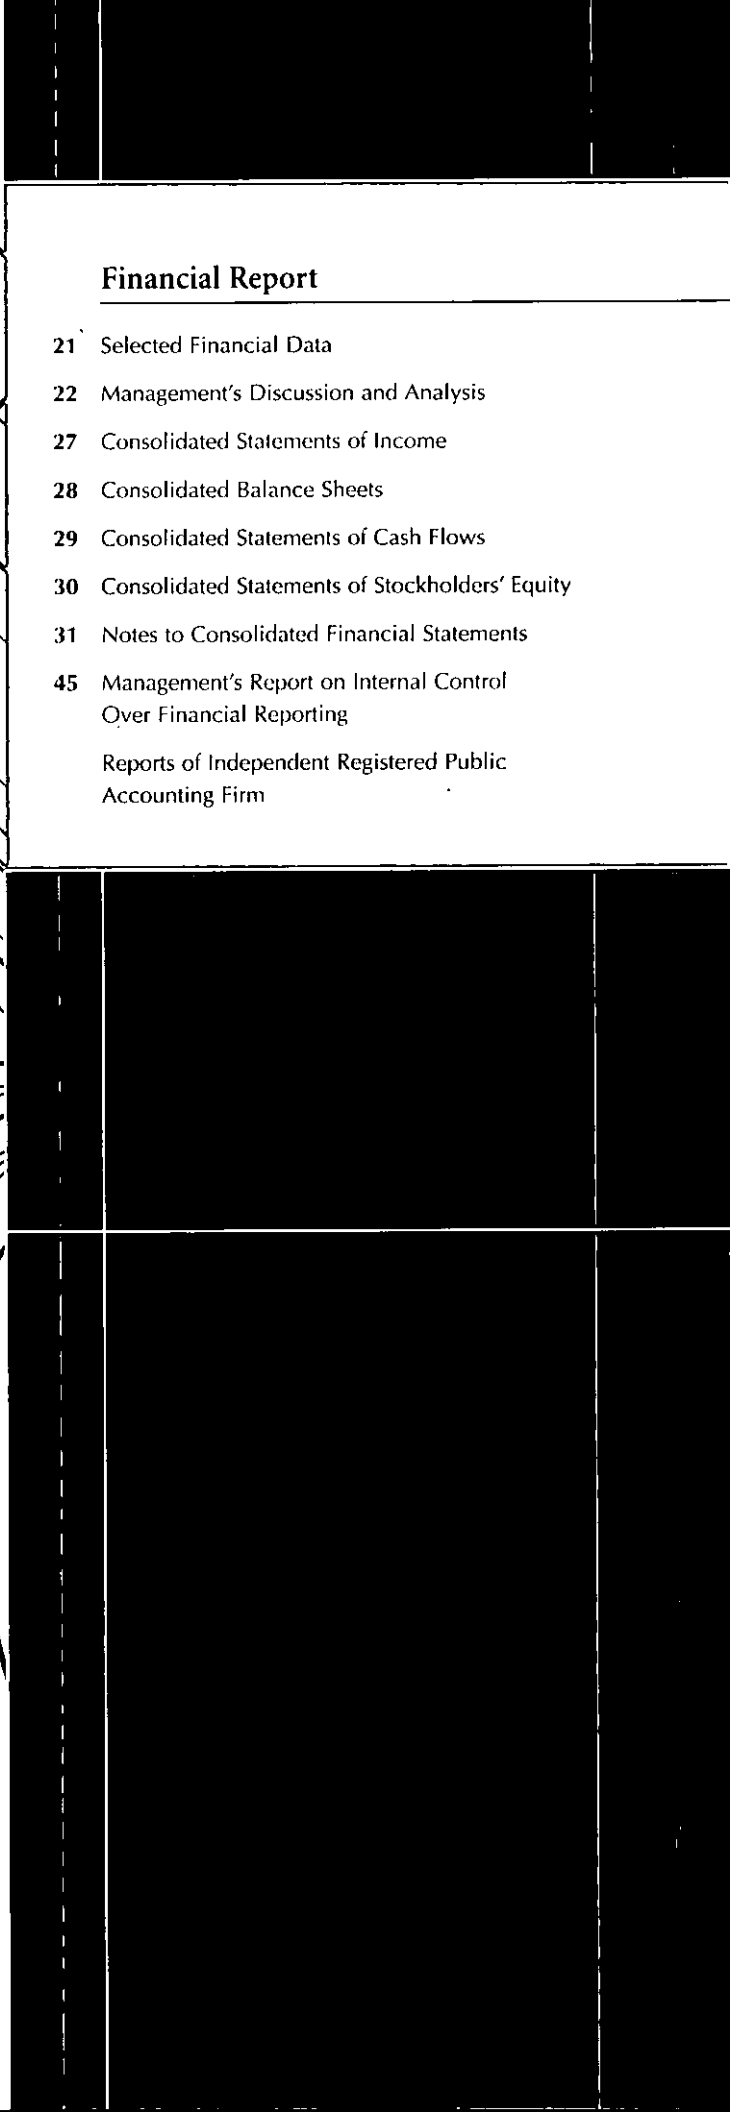 Financial Report
21 Selected Financial Data
22 Management's Discussion and Analysis
27 Consolidated Statements of Income
28 Consolidated Balance Sheets
29 Consolidated Statements of Cash Flows
30 Consolidated Statements of Stockholders' Equity
31 Notes to Consolidated Financial Statements
45 Management's Report on Internal Control
Over Financial Reporting
Reports of Independent Registered Public
Accounting Firm